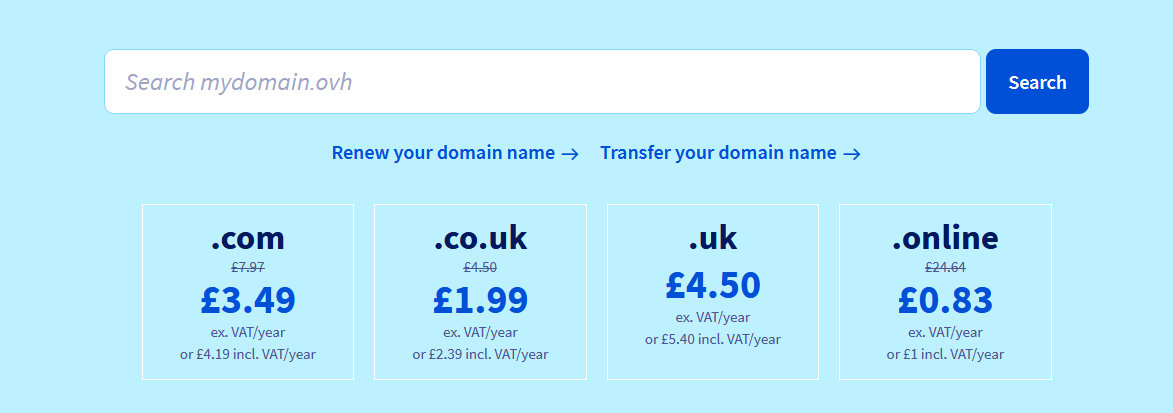 Search mydomain.ovh
Search
Renew your domain name →
Transfer your domain name →
.com
£7.97
£3.49
ex. VAT/year
or £4.19 incl. VAT/year
.co.uk
£4.50
£1.99
ex. VAT/year
or £2.39 incl. VAT/year
.uk
£4.50
ex. VAT/year
or £5.40 incl. VAT/year
.online
£24.64
£0.83
ex. VAT/year
or £1 incl. VAT/year